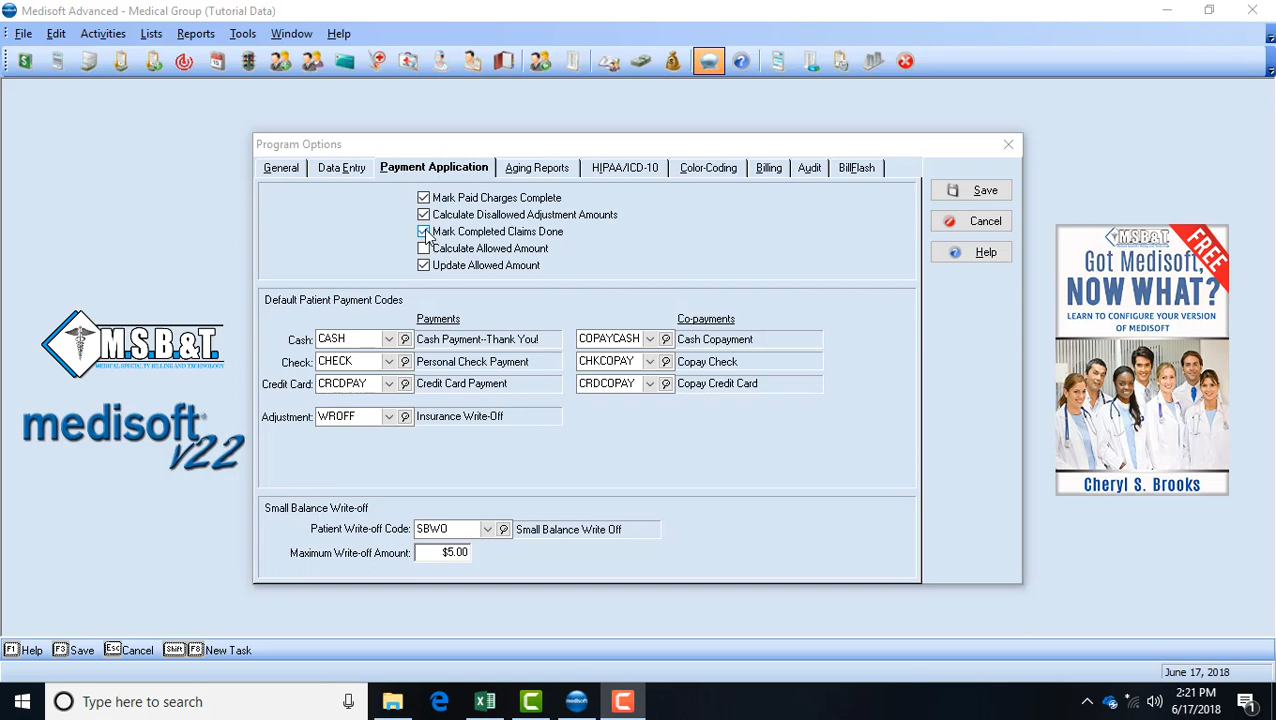 Medisoft Advanced - Medical Group (Tutorial Data)
File Edit Activities Lists Reports Tools Window Help
Program Options
General Data Entry Payment Application Aging Reports HIPAA/ICD-10 Color-Coding Billing Audit BillFlash
Mark Paid Charges Complete
Calculate Disallowed Adjustment Amounts
Mark Completed Claims Done
Calculate Allowed Amount
Update Allowed Amount
Save
Cancel
Help
Default Patient Payment Codes
Payments Co-payments
Cash: CASH Cash Payment--Thank You! COPAYCASH Cash Copayment
Check: CHECK Personal Check Payment CHKCOPAY Copay Check
Credit Card: CRCDPAY Credit Card Payment CRDCOPAY Copay Credit Card
Adjustment: WROFF Insurance Write-Off
Small Balance Write-off
Patient Write-off Code: SBWO Small Balance Write Off
Maximum Write-off Amount: $5.00
M.S.B.&T.
MEDICAL SPECIALTY BILLING AND TECHNOLOGY
medisoft
v22
M.S.B.&T.
FREE
Got Medisoft,
NOW WHAT?
LEARN TO CONFIGURE YOUR VERSION
OF MEDISOFT
Cheryl S. Brooks
F1 Help F3 Save Esc Cancel Shift F8 New Task
June 17, 2018
Type here to search
2:21 PM
6/17/2018
1